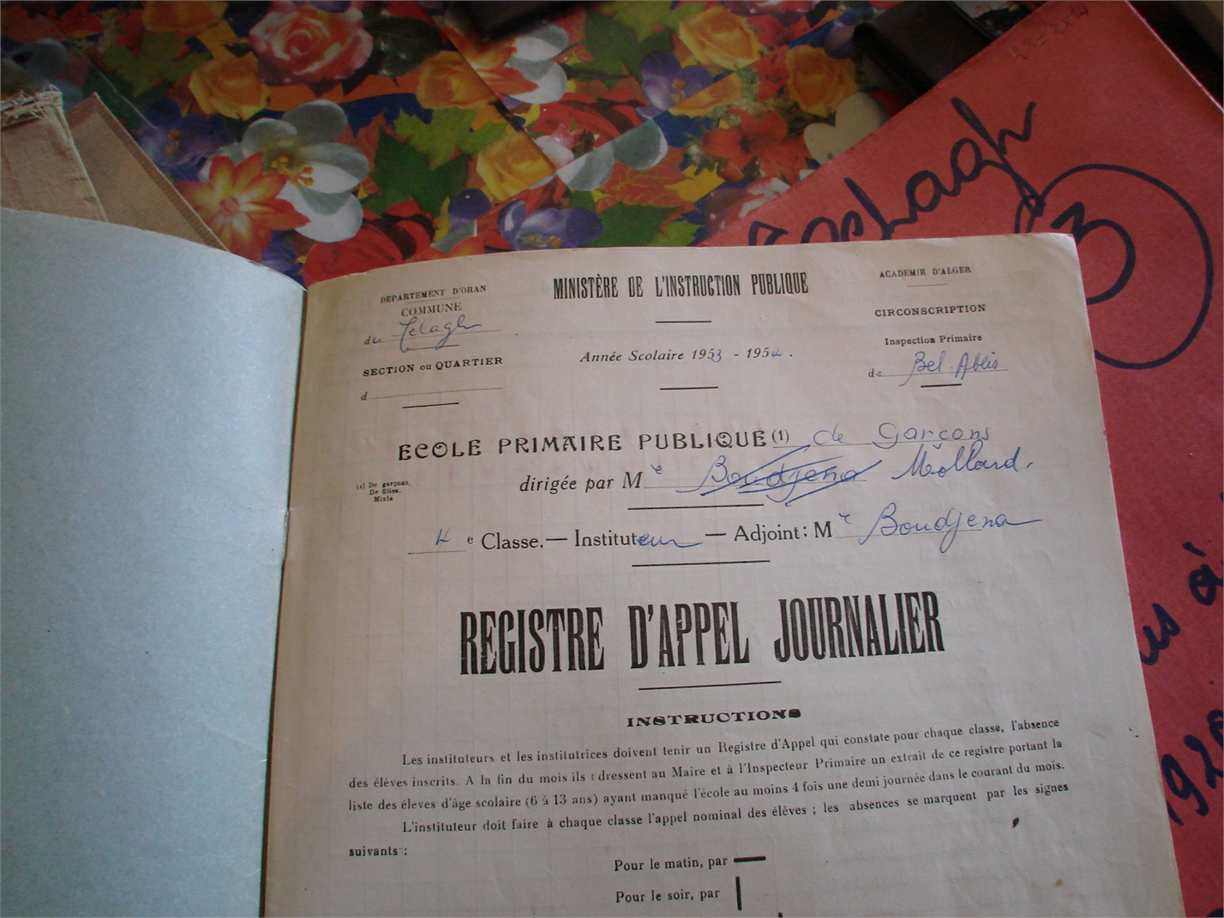 DEPARTEMENT D'ORAN
COMMUNE
du Telagh
SECTION ou QUARTIER
d
MINISTÈRE DE L'INSTRUCTION PUBLIQUE
Année Scolaire 1953 - 1954.
ACADEMIE D'ALGER
CIRCONSCRIPTION
Inspection Primaire
de Bel Abbès
ECOLE PRIMAIRE PUBLIQUE (1) de Garçons
(1) De garçons,
De filles,
Mixte
dirigée par Mr Boudjena Mollard.
4 e Classe. — Instituteur — Adjoint : Mr Boudjena
REGISTRE D'APPEL JOURNALIER
INSTRUCTIONS
Les instituteurs et les institutrices doivent tenir un Registre d'Appel qui constate pour chaque classe, l'absence
des élèves inscrits. A la fin du mois ils dressent au Maire et à l'Inspecteur Primaire un extrait de ce registre portant la
liste des élèves d'âge scolaire (6 à 13 ans) ayant manqué l'école au moins 4 fois une demi journée dans le courant du mois.
L'instituteur doit faire à chaque classe l'appel nominal des élèves ; les absences se marquent par les signes
suivants :
Pour le matin, par —
Pour le soir, par |
3
à